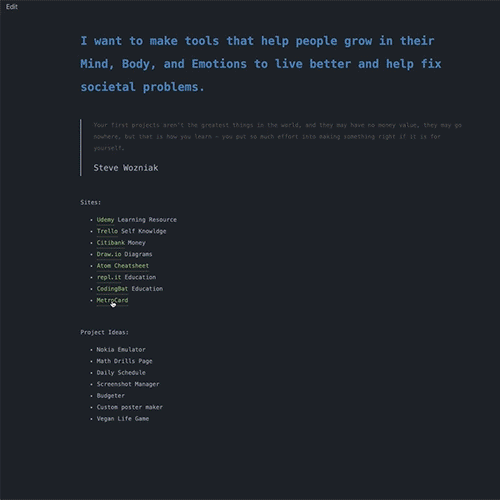 Edit
I want to make tools that help people grow in their
Mind, Body, and Emotions to live better and help fix
societal problems.
Your first projects aren't the greatest things in the world, and they may have no money value, they may go
nowhere, but that is how you learn – you put so much effort into making something right if it is for
yourself.
Steve Wozniak
Sites:
• Udemy Learning Resource
• Trello Self Knowldge
• Citibank Money
• Draw.io Diagrams
• Atom Cheatsheet
• repl.it Education
• CodingBat Education
• MetroCard
Project Ideas:
• Nokia Emulator
• Math Drills Page
• Daily Schedule
• Screenshot Manager
• Budgeter
• Custom poster maker
• Vegan Life Game